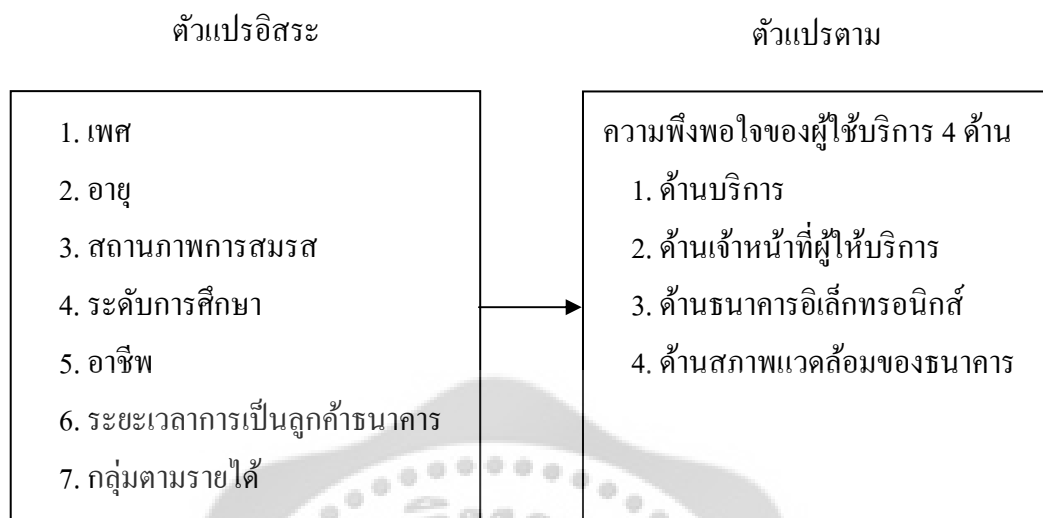 ตัวแปรอิสระ
1. เพศ
2. อายุ
3. สถานภาพการสมรส
4. ระดับการศึกษา
5. อาชีพ
6. ระยะเวลาการเป็นลูกค้าธนาคาร
7. กลุ่มตามรายได้
ตัวแปรตาม
ความพึงพอใจของผู้ใช้บริการ 4 ด้าน
1. ด้านบริการ
2. ด้านเจ้าหน้าที่ผู้ให้บริการ
3. ด้านธนาคารอิเล็กทรอนิกส์
4. ด้านสภาพแวดล้อมของธนาคาร